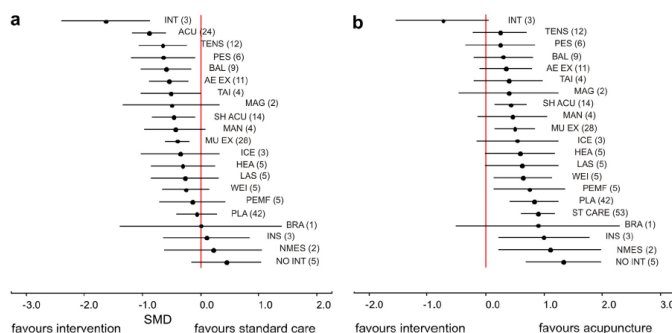 a
INT (3)
ACU (24)
TENS (12)
PES (6)
BAL (9)
AE EX (11)
TAI (4)
MAG (2)
SH ACU (14)
MAN (4)
MU EX (28)
ICE (3)
HEA (5)
LAS (5)
WEI (5)
PEMF (5)
PLA (42)
BRA (1)
INS (3)
NMES (2)
NO INT (5)
-3.0 -2.0 -1.0 0.0 1.0 2.0
SMD
favours intervention favours standard care
b
INT (3)
TENS (12)
PES (6)
BAL (9)
AE EX (11)
TAI (4)
MAG (2)
SH ACU (14)
MAN (4)
MU EX (28)
ICE (3)
HEA (5)
LAS (5)
WEI (5)
PEMF (5)
PLA (42)
ST CARE (53)
BRA (1)
INS (3)
NMES (2)
NO INT (5)
-2.0 -1.0 0.0 1.0 2.0 3.0
favours intervention favours acupuncture